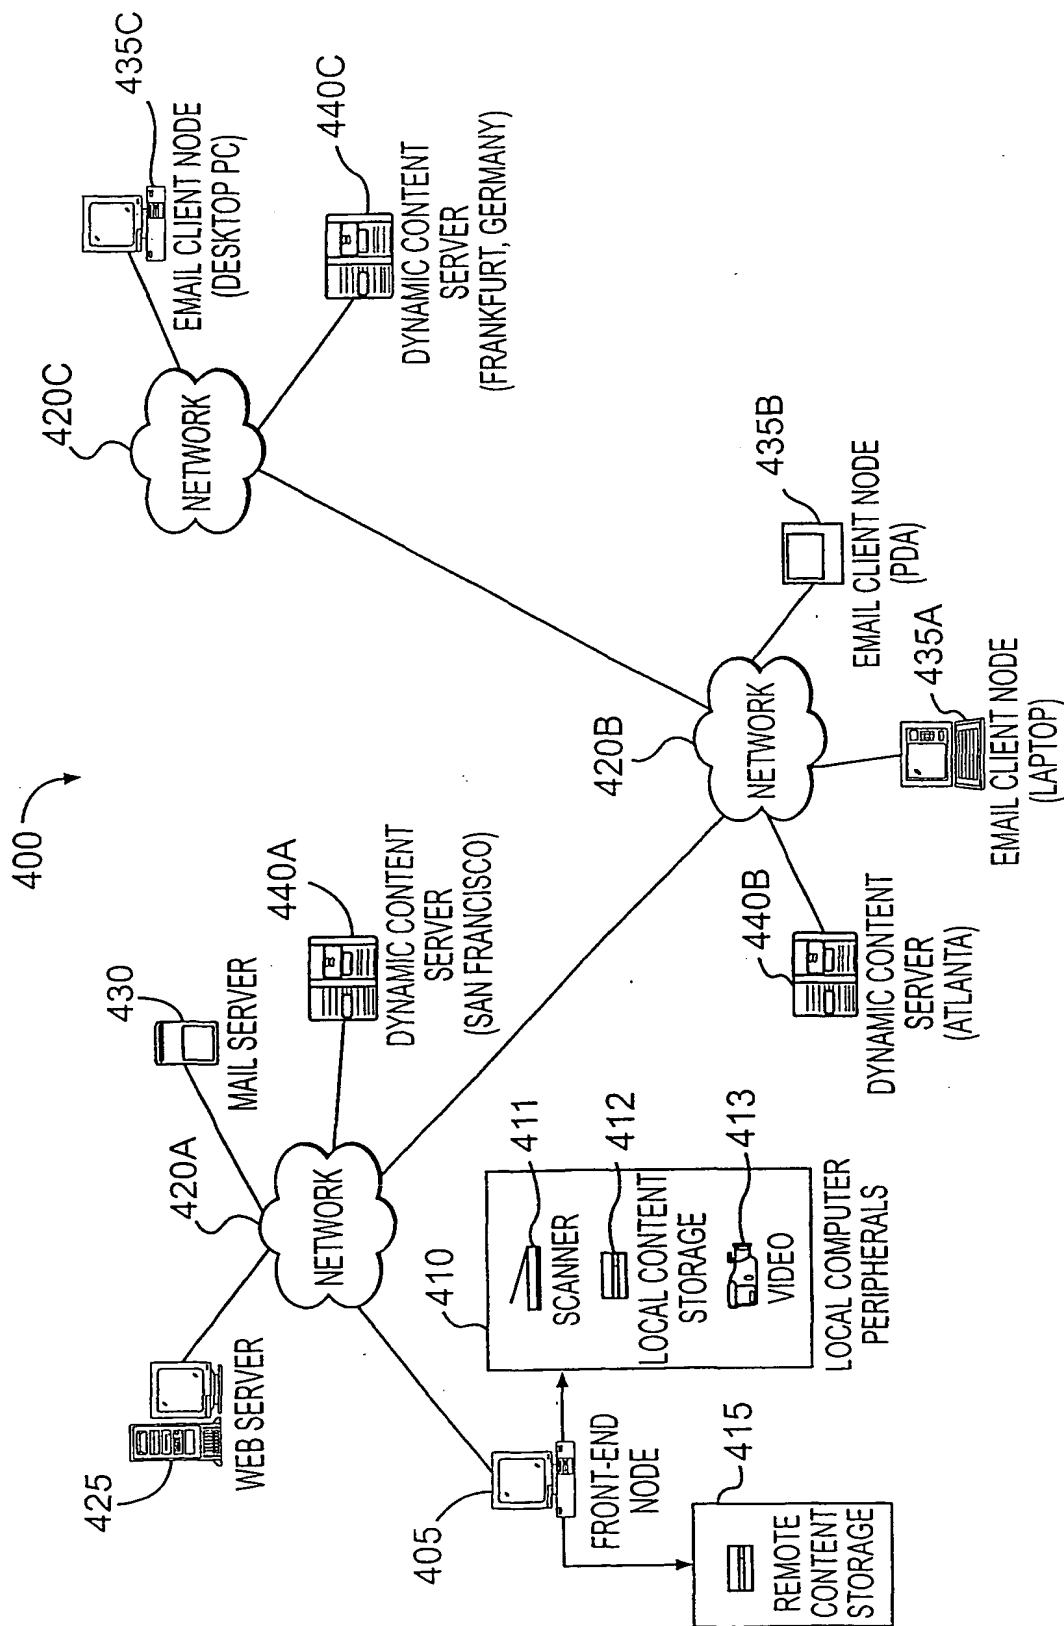 400
425
WEB SERVER
420A
NETWORK
430
MAIL SERVER
440A
DYNAMIC CONTENT
SERVER
(SAN FRANCISCO)
405
FRONT-END
NODE
410
SCANNER
411
LOCAL CONTENT
STORAGE
412
VIDEO
413
LOCAL COMPUTER
PERIPHERALS
415
REMOTE
CONTENT
STORAGE
420B
NETWORK
440B
DYNAMIC CONTENT
SERVER
(ATLANTA)
435A
EMAIL CLIENT NODE
(LAPTOP)
435B
EMAIL CLIENT NODE
(PDA)
420C
NETWORK
435C
EMAIL CLIENT NODE
(DESKTOP PC)
440C
DYNAMIC CONTENT
SERVER
(FRANKFURT, GERMANY)